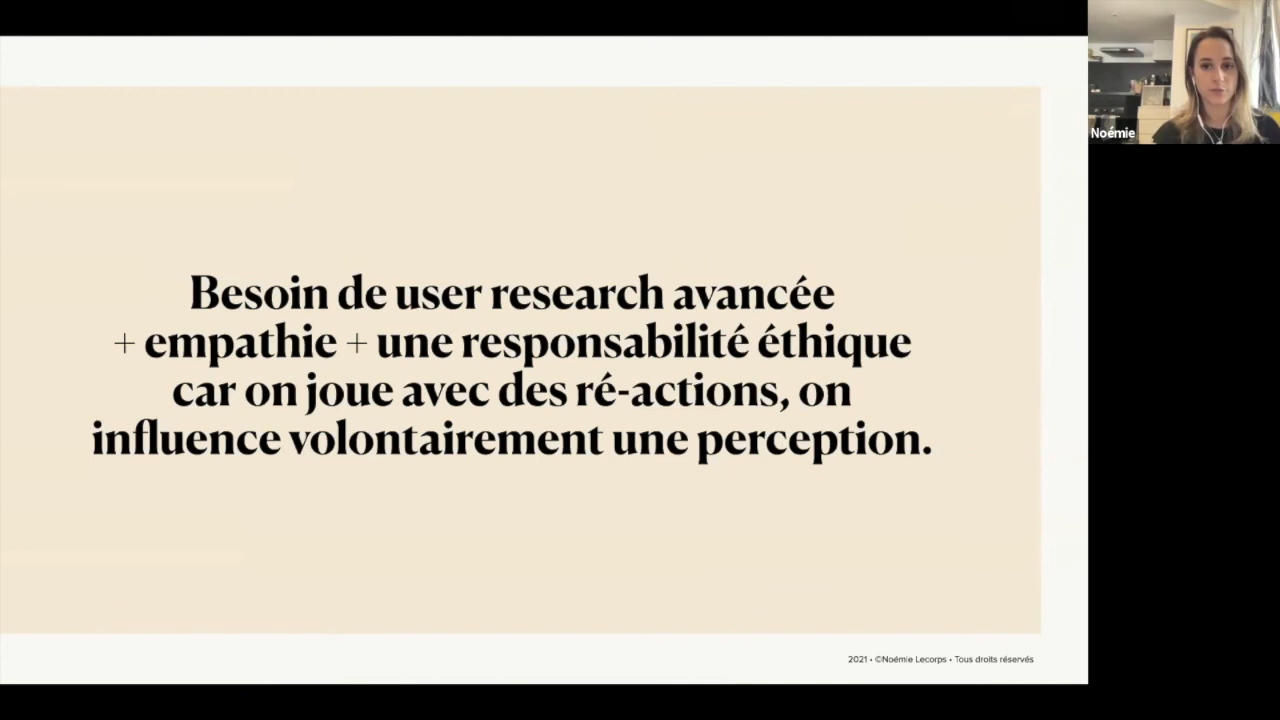 Besoin de user research avancée
+ empathie + une responsabilité éthique
car on joue avec des ré-actions, on
influence volontairement une perception.
2021 • ©Noémie Lecorps • Tous droits réservés
Noémie